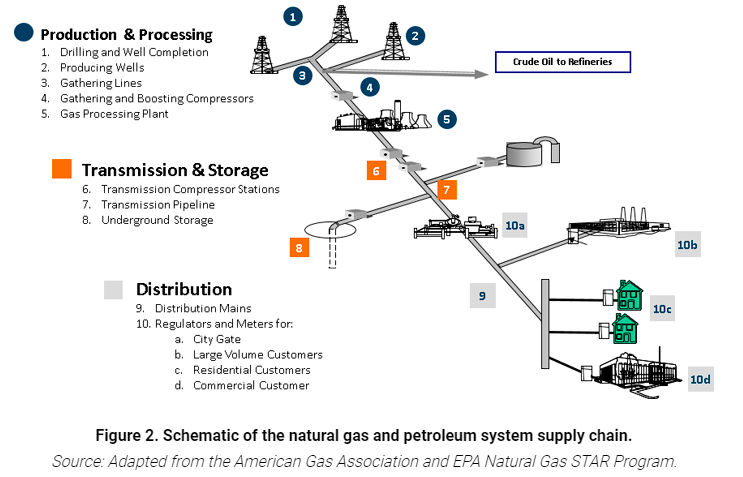 Production & Processing
1. Drilling and Well Completion
2. Producing Wells
3. Gathering Lines
4. Gathering and Boosting Compressors
5. Gas Processing Plant
Transmission & Storage
6. Transmission Compressor Stations
7. Transmission Pipeline
8. Underground Storage
Distribution
9. Distribution Mains
10. Regulators and Meters for:
a. City Gate
b. Large Volume Customers
c. Residential Customers
d. Commercial Customer
1
2
Crude Oil to Refineries
3
4
5
6
7
8
10a
10b
9
10c
10d
Figure 2. Schematic of the natural gas and petroleum system supply chain.
Source: Adapted from the American Gas Association and EPA Natural Gas STAR Program.